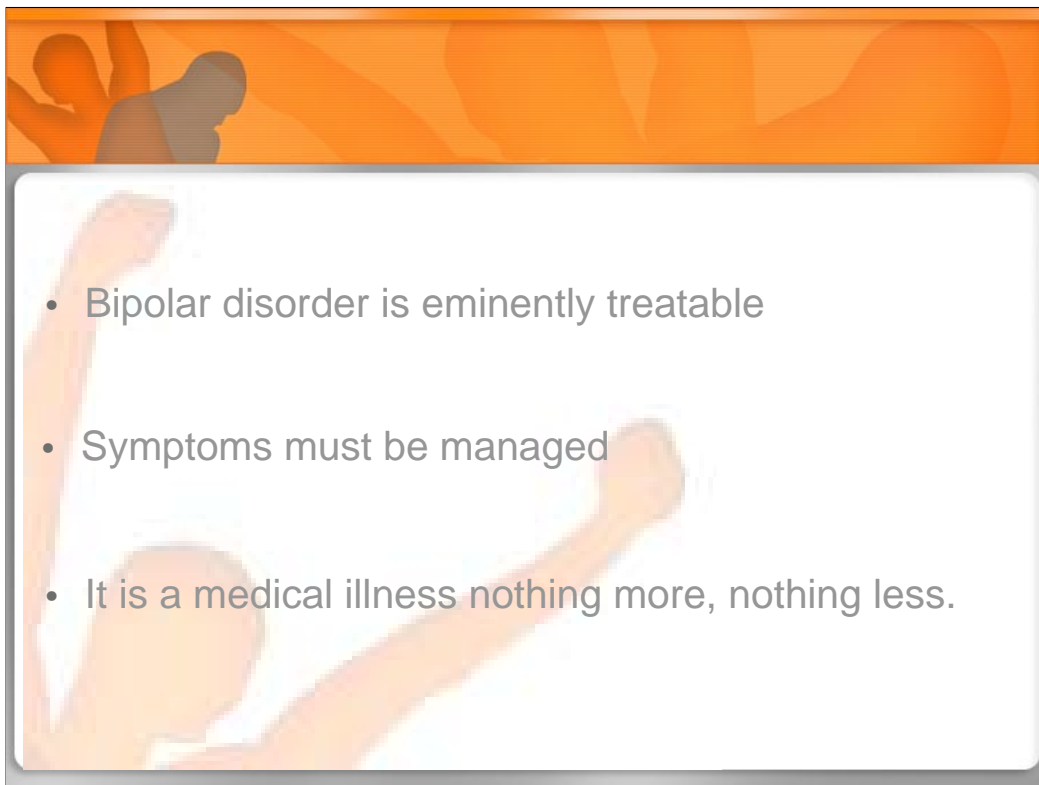 • Bipolar disorder is eminently treatable
• Symptoms must be managed
• It is a medical illness nothing more, nothing less.